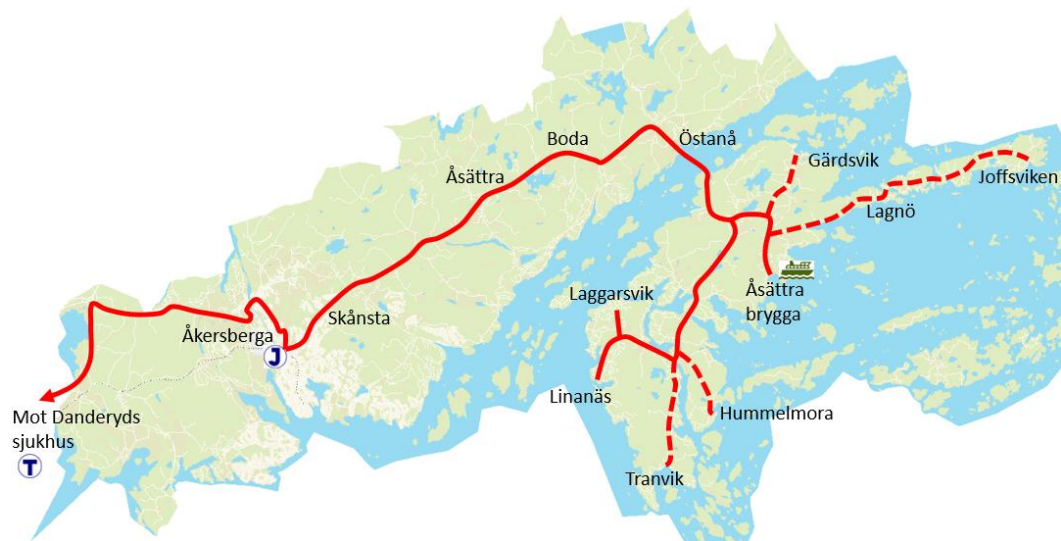 Boda
Östanå
Gärdsvik
Joffsviken
Åsättra
Lagnö
Laggarsvik
Åsättra
brygga
Skånsta
Åkersberga
J
Linanäs
Hummelmora
Mot Danderyds
sjukhus
T
Tranvik